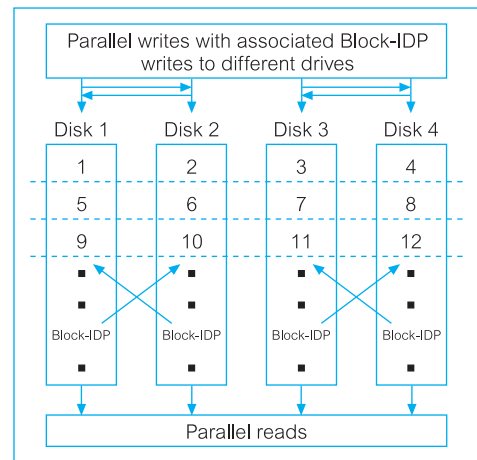 Parallel writes with associated Block-IDP
writes to different drives
Disk 1 Disk 2 Disk 3 Disk 4
1 2 3 4
5 6 7 8
9 10 11 12
Block-IDP Block-IDP Block-IDP Block-IDP
Parallel reads